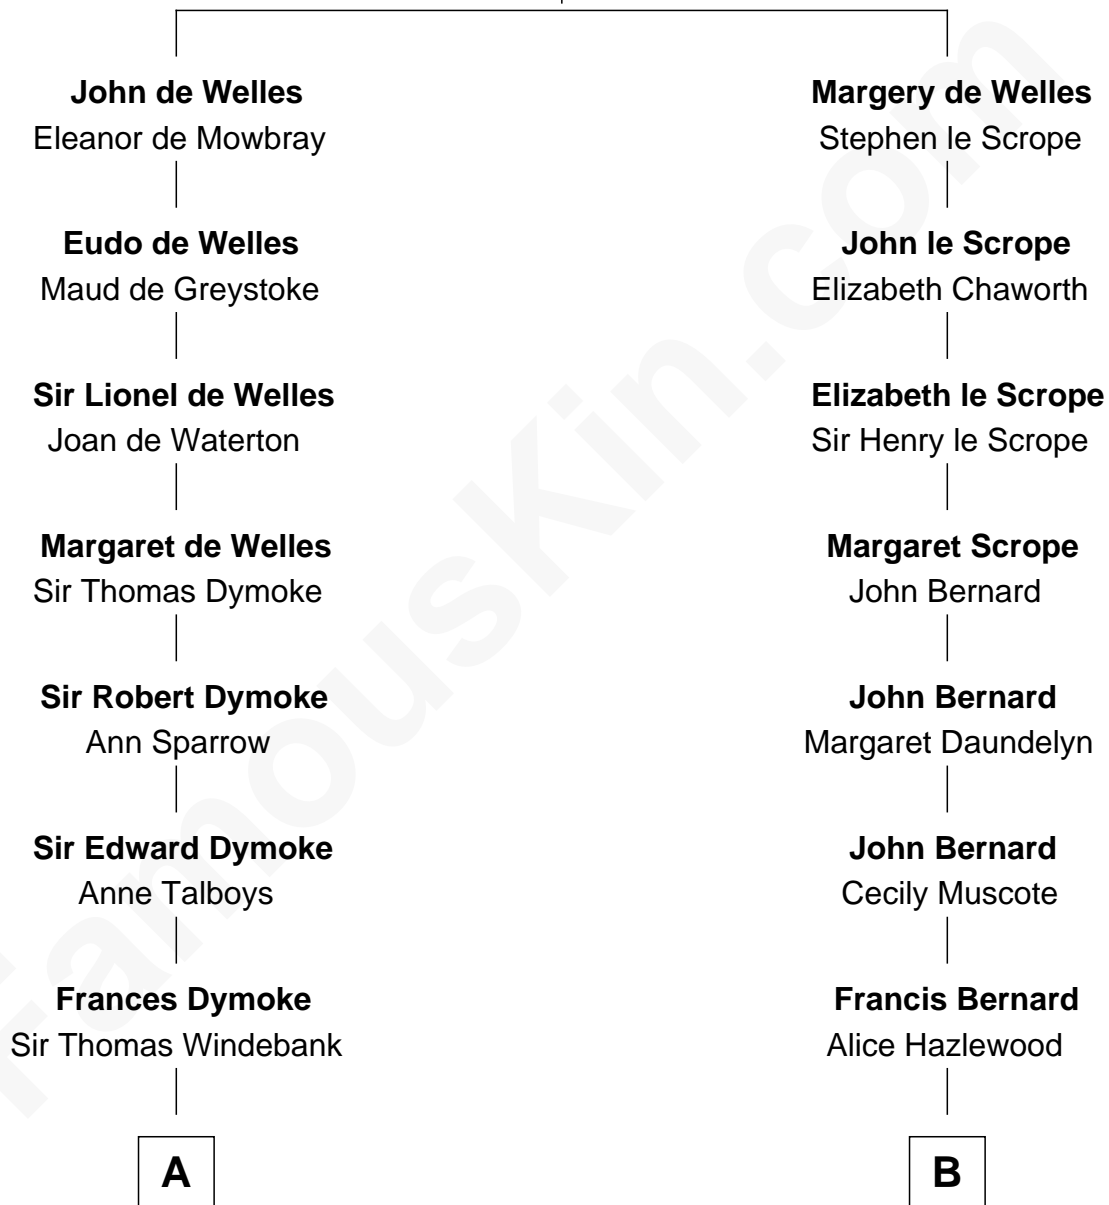 John de Welles
Eleanor de Mowbray
Eudo de Welles
Maud de Greystoke
Sir Lionel de Welles
Joan de Waterton
Margaret de Welles
Sir Thomas Dymoke
Sir Robert Dymoke
Ann Sparrow
Sir Edward Dymoke
Anne Talboys
Frances Dymoke
Sir Thomas Windebank
A
Margery de Welles
Stephen le Scrope
John le Scrope
Elizabeth Chaworth
Elizabeth le Scrope
Sir Henry le Scrope
Margaret Scrope
John Bernard
John Bernard
Margaret Daundelyn
John Bernard
Cecily Muscote
Francis Bernard
Alice Hazlewood
B
FamousKin.com